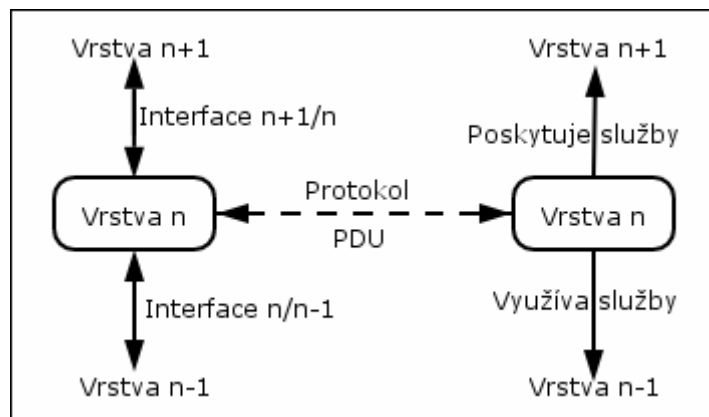 Vrstva n+1
Vrstva n+1
Interface n+1/n
Poskytuje služby
Vrstva n
Protokol
PDU
Vrstva n
Interface n/n-1
Využíva služby
Vrstva n-1
Vrstva n-1